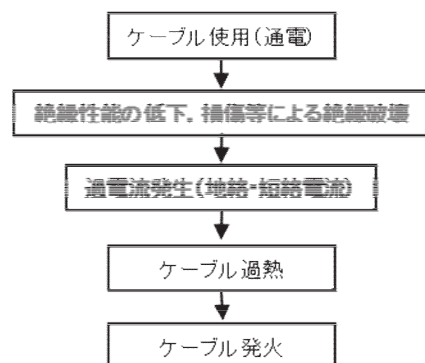 ケーブル使用(通電)
絶縁性能の低下，損傷等による絶縁破壊
過電流発生(地絡・短絡電流)
ケーブル過熱
ケーブル発火